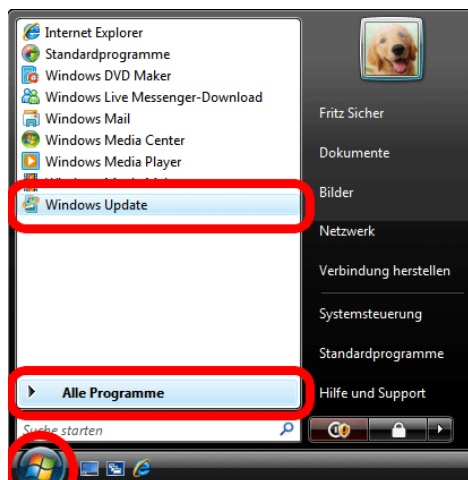 Internet Explorer
Standardprogramme
Windows DVD Maker
Windows Live Messenger-Download
Windows Mail
Windows Media Center
Windows Media Player
Windows Update
Alle Programme
Suche starten
Fritz Sicher
Dokumente
Bilder
Netzwerk
Verbindung herstellen
Systemsteuerung
Standardprogramme
Hilfe und Support